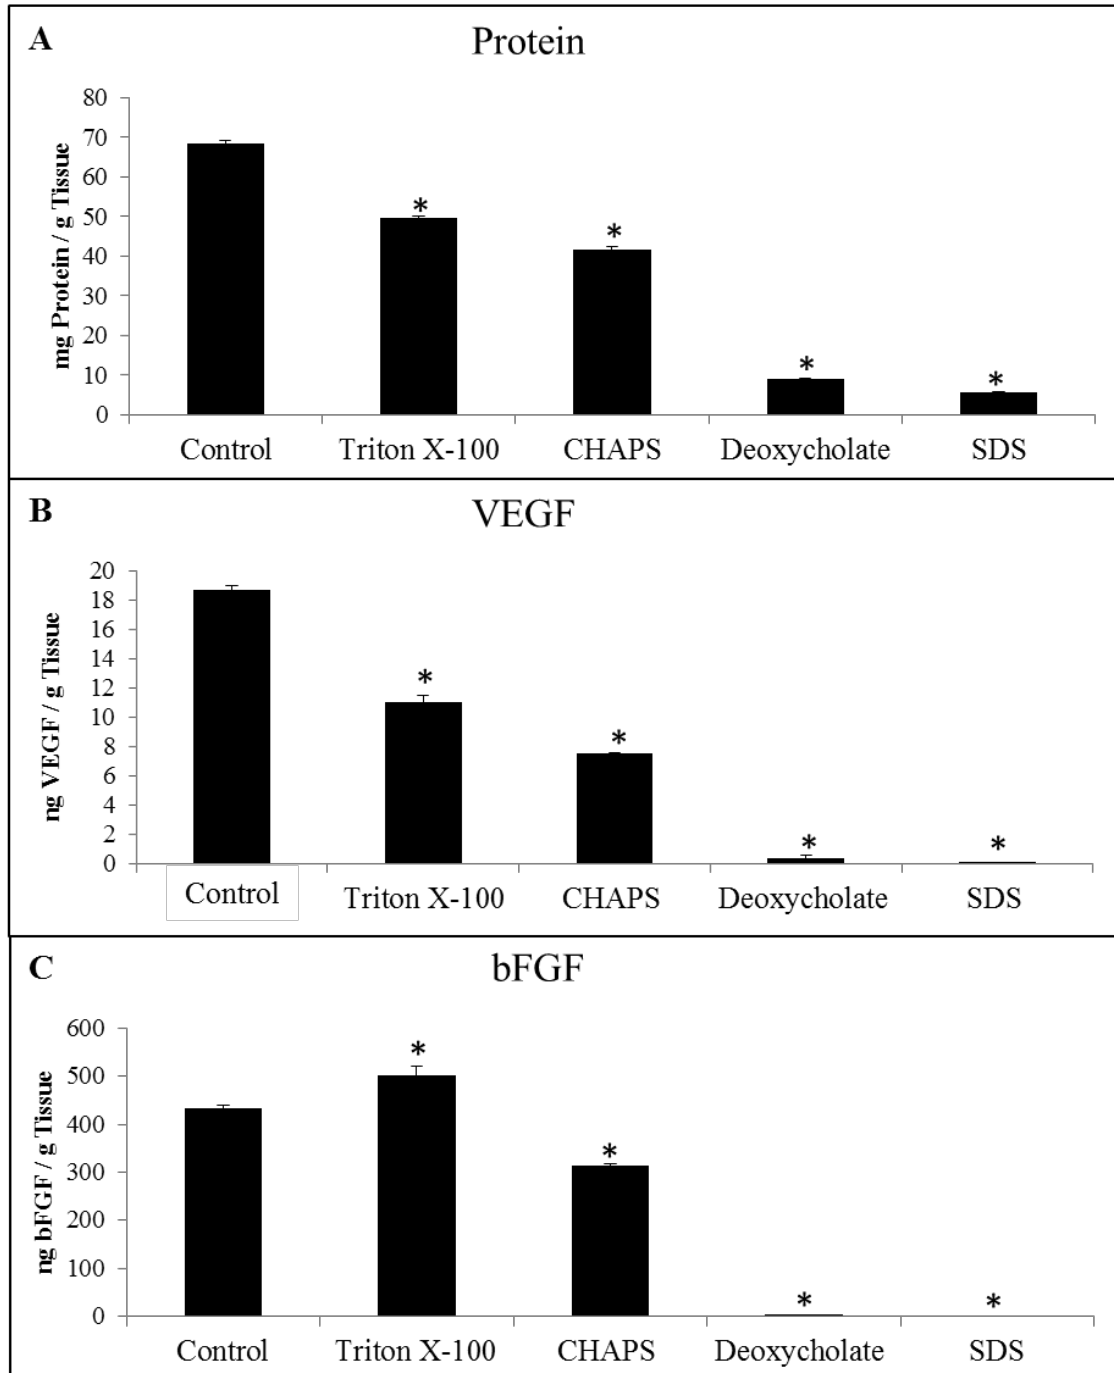 A
Protein
mg Protein / g Tissue
80
70
60
50
40
30
20
10
0
*
*
*
*
Control
Triton X-100
CHAPS
Deoxycholate
SDS
B
VEGF
ng VEGF / g Tissue
20
18
16
14
12
10
8
6
4
2
0
*
*
*
*
Control
Triton X-100
CHAPS
Deoxycholate
SDS
C
bFGF
ng bFGF / g Tissue
600
500
400
300
200
100
0
*
*
*
*
Control
Triton X-100
CHAPS
Deoxycholate
SDS